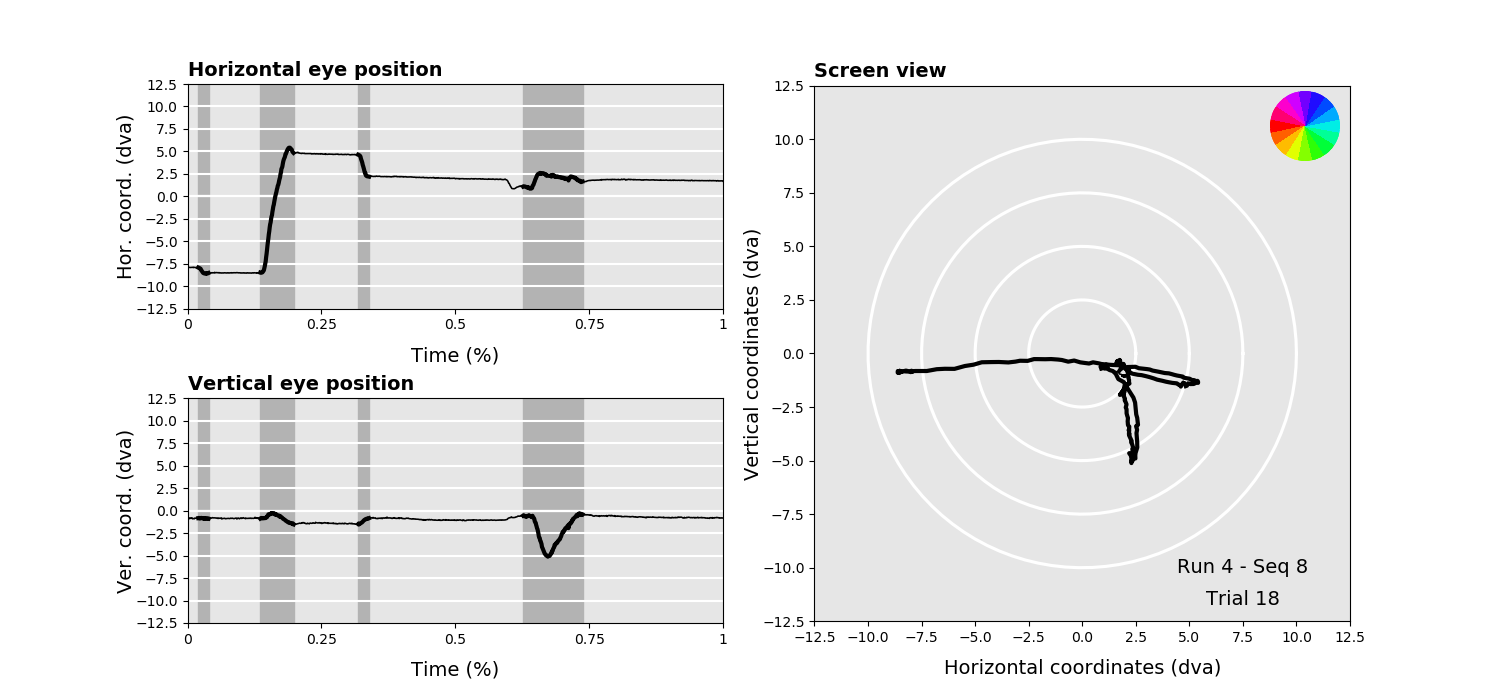 Horizontal eye position
Hor. coord. (dva)
12.5
10.0
7.5
5.0
2.5
0.0
−2.5
−5.0
−7.5
−10.0
−12.5
0 0.25 0.5 0.75 1
Time (%)
Vertical eye position
Ver. coord. (dva)
12.5
10.0
7.5
5.0
2.5
0.0
−2.5
−5.0
−7.5
−10.0
−12.5
0 0.25 0.5 0.75 1
Time (%)
Screen view
Vertical coordinates (dva)
12.5
10.0
7.5
5.0
2.5
0.0
−2.5
−5.0
−7.5
−10.0
−12.5
Run 4 - Seq 8
Trial 18
−12.5 −10.0 −7.5 −5.0 −2.5 0.0 2.5 5.0 7.5 10.0 12.5
Horizontal coordinates (dva)